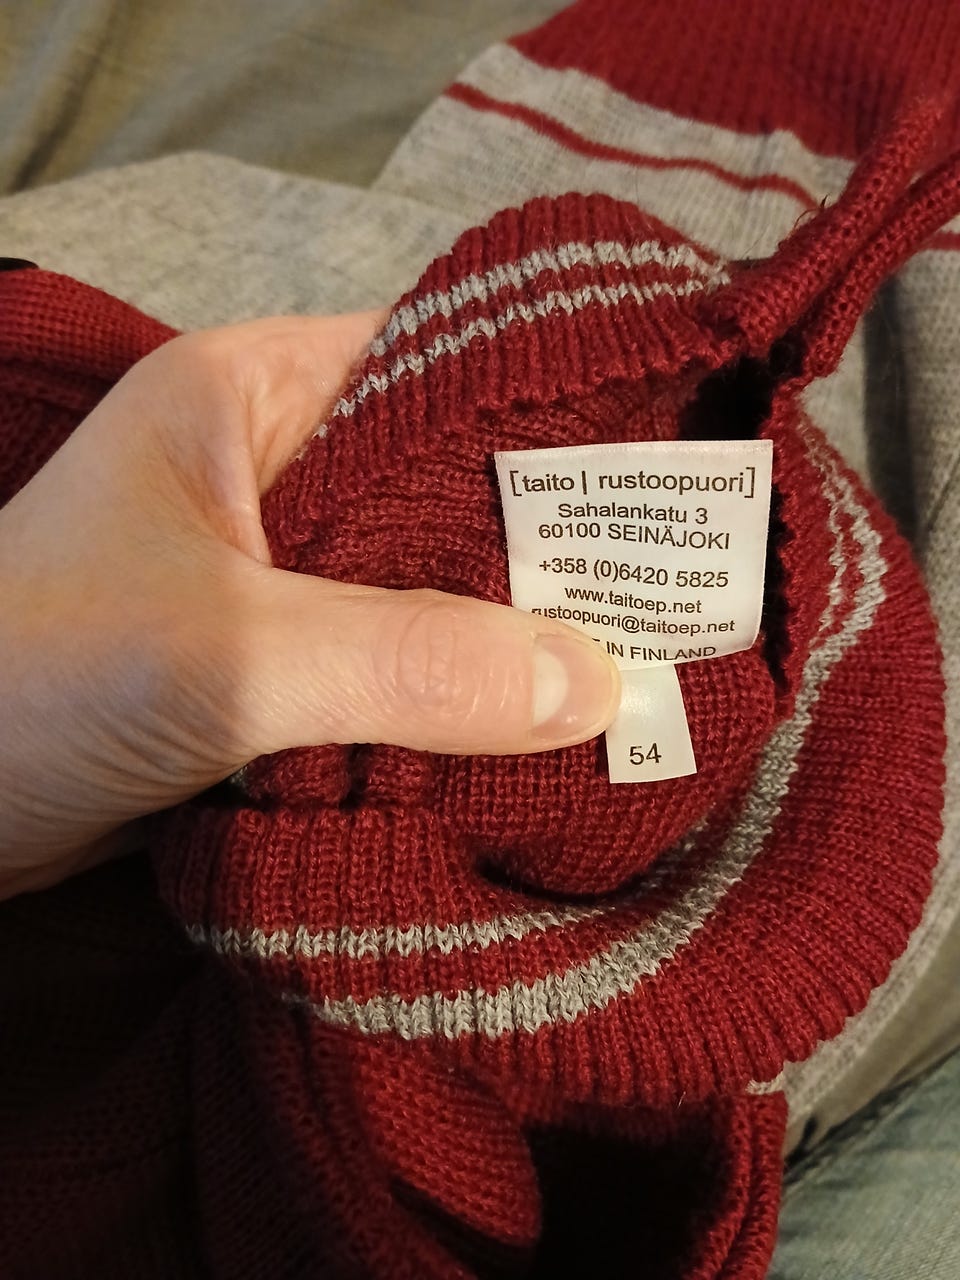 [taito | rustoopuori]
Sahalankatu 3
60100 SEINÄJOKI
+358 (0)6420 5825
www.taitoep.net
rustoopuori@taitoep.net
IN FINLAND
54